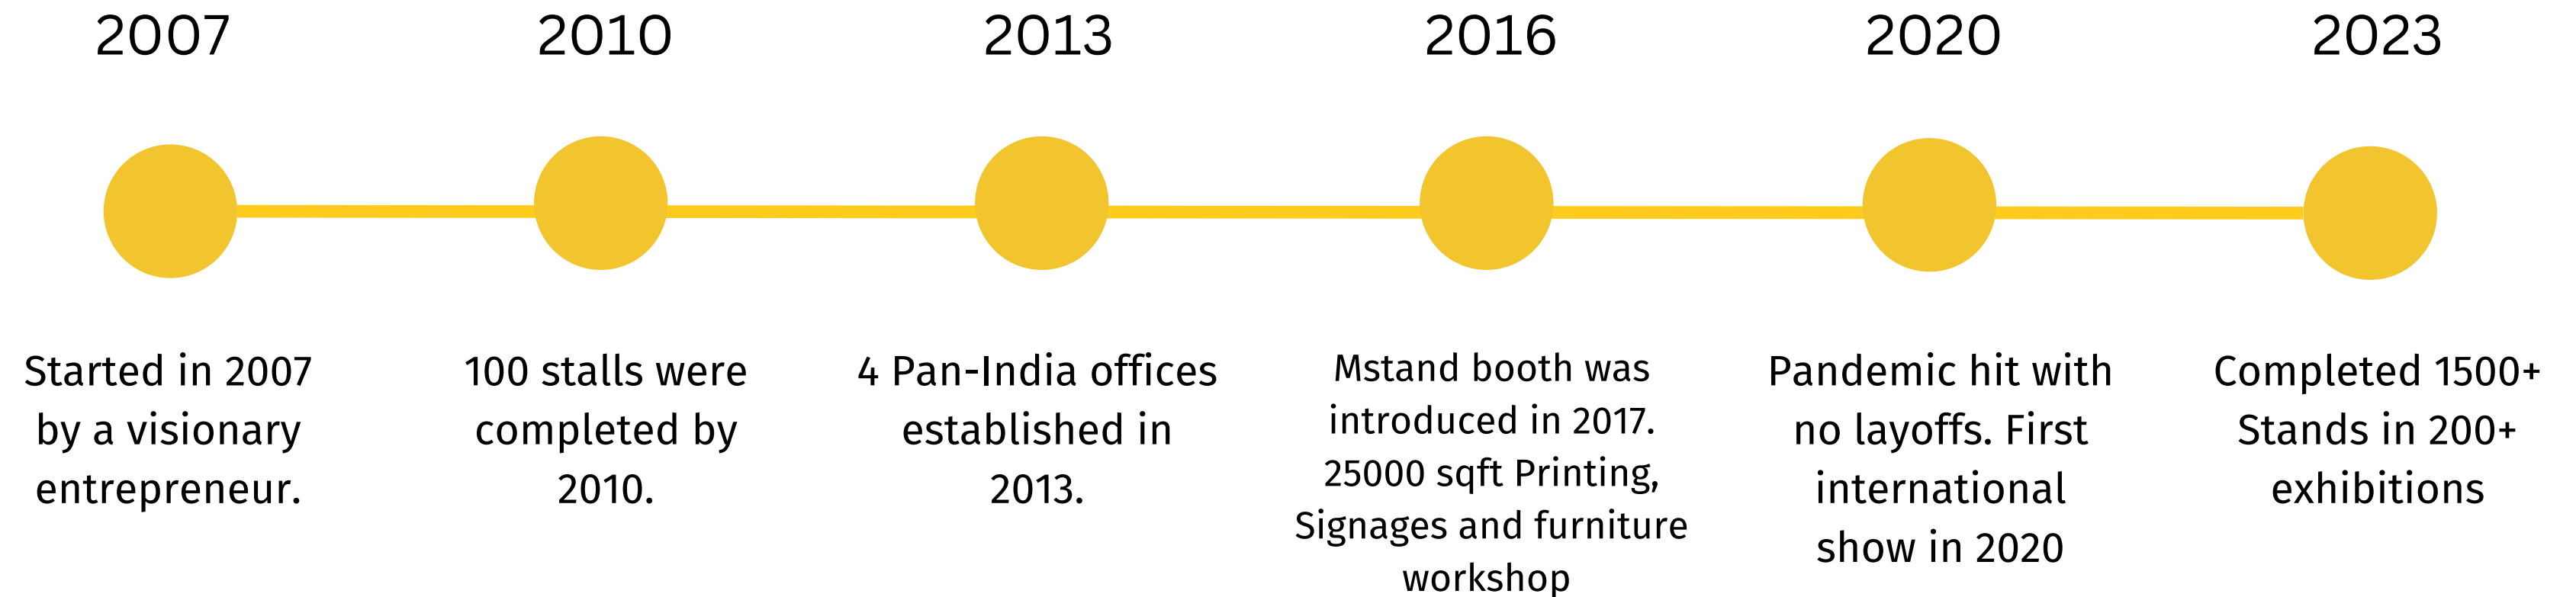 2007
2010
2013
2016
2020
2023
Started in 2007
by a visionary
entrepreneur.
100 stalls were
completed by
2010.
4 Pan-India offices
established in
2013.
Mstand booth was
introduced in 2017.
25000 sqft Printing,
Signages and furniture
workshop
Pandemic hit with
no layoffs. First
international
show in 2020
Completed 1500+
Stands in 200+
exhibitions